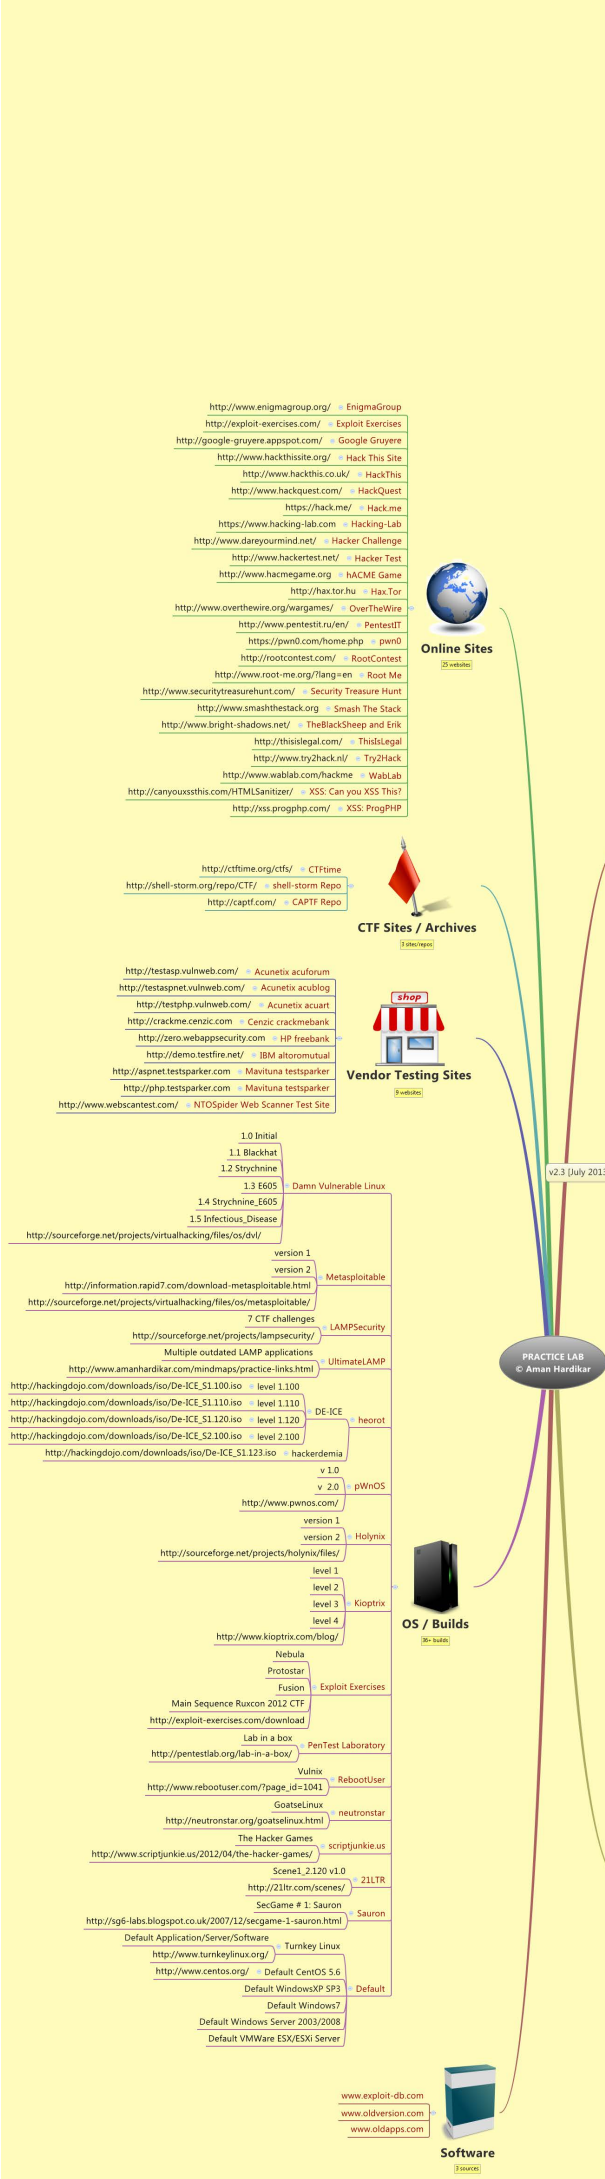 http://www.enigmagroup.org/ EnigmaGroup
http://exploit-exercises.com/ Exploit Exercises
http://google-gruyere.appspot.com/ Google Gruyere
http://www.hackthissite.org/ Hack This Site
http://www.hackthis.co.uk/ HackThis
http://www.hackquest.com/ HackQuest
https://hack.me/ Hack.me
https://www.hacking-lab.com Hacking-Lab
http://www.dareyourmind.net/ Hacker Challenge
http://www.hackertest.net/ Hacker Test
http://www.hacmegame.org hACME Game
http://hax.tor.hu Hax.Tor
http://www.overthewire.org/wargames/ OverTheWire
http://www.pentestit.ru/en/ PentestIT
https://pwn0.com/home.php pwn0
http://rootcontest.com/ RootContest
http://www.root-me.org/?lang=en Root Me
http://www.securitytreasurehunt.com/ Security Treasure Hunt
http://www.smashthestack.org Smash The Stack
http://www.bright-shadows.net/ TheBlackSheep and Erik
http://thisislegal.com/ ThisIsLegal
http://www.try2hack.nl/ Try2Hack
http://www.wablab.com/hackme WabLab
http://canyouxssthis.com/HTMLSanitizer/ XSS: Can you XSS This?
http://xss.progphp.com/ XSS: ProgPHP
Online Sites
25 websites
http://ctftime.org/ctfs/ CTFtime
http://shell-storm.org/repo/CTF/ shell-storm Repo
http://captf.com/ CAPTF Repo
CTF Sites / Archives
3 sites/repos
http://testasp.vulnweb.com/ Acunetix acuforum
http://testaspnet.vulnweb.com/ Acunetix acublog
http://testphp.vulnweb.com/ Acunetix acuart
http://crackme.cenzic.com Cenzic crackmebank
http://zero.webappsecurity.com HP freebank
http://demo.testfire.net/ IBM altoromutual
http://aspnet.testsparker.com Mavituna testsparker
http://php.testsparker.com Mavituna testsparker
http://www.webscantest.com/ NTOSpider Web Scanner Test Site
shop
Vendor Testing Sites
9 websites
v2.3 [July 2013
PRACTICE LAB
© Aman Hardikar
1.0 Initial
1.1 Blackhat
1.2 Strychnine
1.3 E605
1.4 Strychnine_E605
1.5 Infectious_Disease
http://sourceforge.net/projects/virtualhacking/files/os/dvl/
Damn Vulnerable Linux
version 1
version 2
http://information.rapid7.com/download-metasploitable.html
http://sourceforge.net/projects/virtualhacking/files/os/metasploitable/
Metasploitable
7 CTF challenges
http://sourceforge.net/projects/lampsecurity/
LAMPSecurity
Multiple outdated LAMP applications
http://www.amanhardikar.com/mindmaps/practice-links.html
UltimateLAMP
http://hackingdojo.com/downloads/iso/De-ICE_S1.100.iso level 1.100
http://hackingdojo.com/downloads/iso/De-ICE_S1.110.iso level 1.110
http://hackingdojo.com/downloads/iso/De-ICE_S1.120.iso level 1.120
http://hackingdojo.com/downloads/iso/De-ICE_S2.100.iso level 2.100
DE-ICE
http://hackingdojo.com/downloads/iso/De-ICE_S1.123.iso hackerdemia
heorot
v 1.0
v 2.0
http://www.pwnos.com/
pWnOS
version 1
version 2
http://sourceforge.net/projects/holynix/files/
Holynix
level 1
level 2
level 3
level 4
http://www.kioptrix.com/blog/
Kioptrix
Nebula
Protostar
Fusion
Main Sequence Ruxcon 2012 CTF
http://exploit-exercises.com/download
Exploit Exercises
Lab in a box
http://pentestlab.org/lab-in-a-box/
PenTest Laboratory
Vulnix
http://www.rebootuser.com/?page_id=1041
RebootUser
GoatseLinux
http://neutronstar.org/goatselinux.html
neutronstar
The Hacker Games
http://www.scriptjunkie.us/2012/04/the-hacker-games/
scriptjunkie.us
Scene1_2.120 v1.0
http://21ltr.com/scenes/
21LTR
SecGame # 1: Sauron
http://sg6-labs.blogspot.co.uk/2007/12/secgame-1-sauron.html
Sauron
Default Application/Server/Software
http://www.turnkeylinux.org/
Turnkey Linux
http://www.centos.org/ Default CentOS 5.6
Default WindowsXP SP3
Default Windows7
Default Windows Server 2003/2008
Default VMWare ESX/ESXi Server
Default
OS / Builds
36+ builds
www.exploit-db.com
www.oldversion.com
www.oldapps.com
Software
3 sources